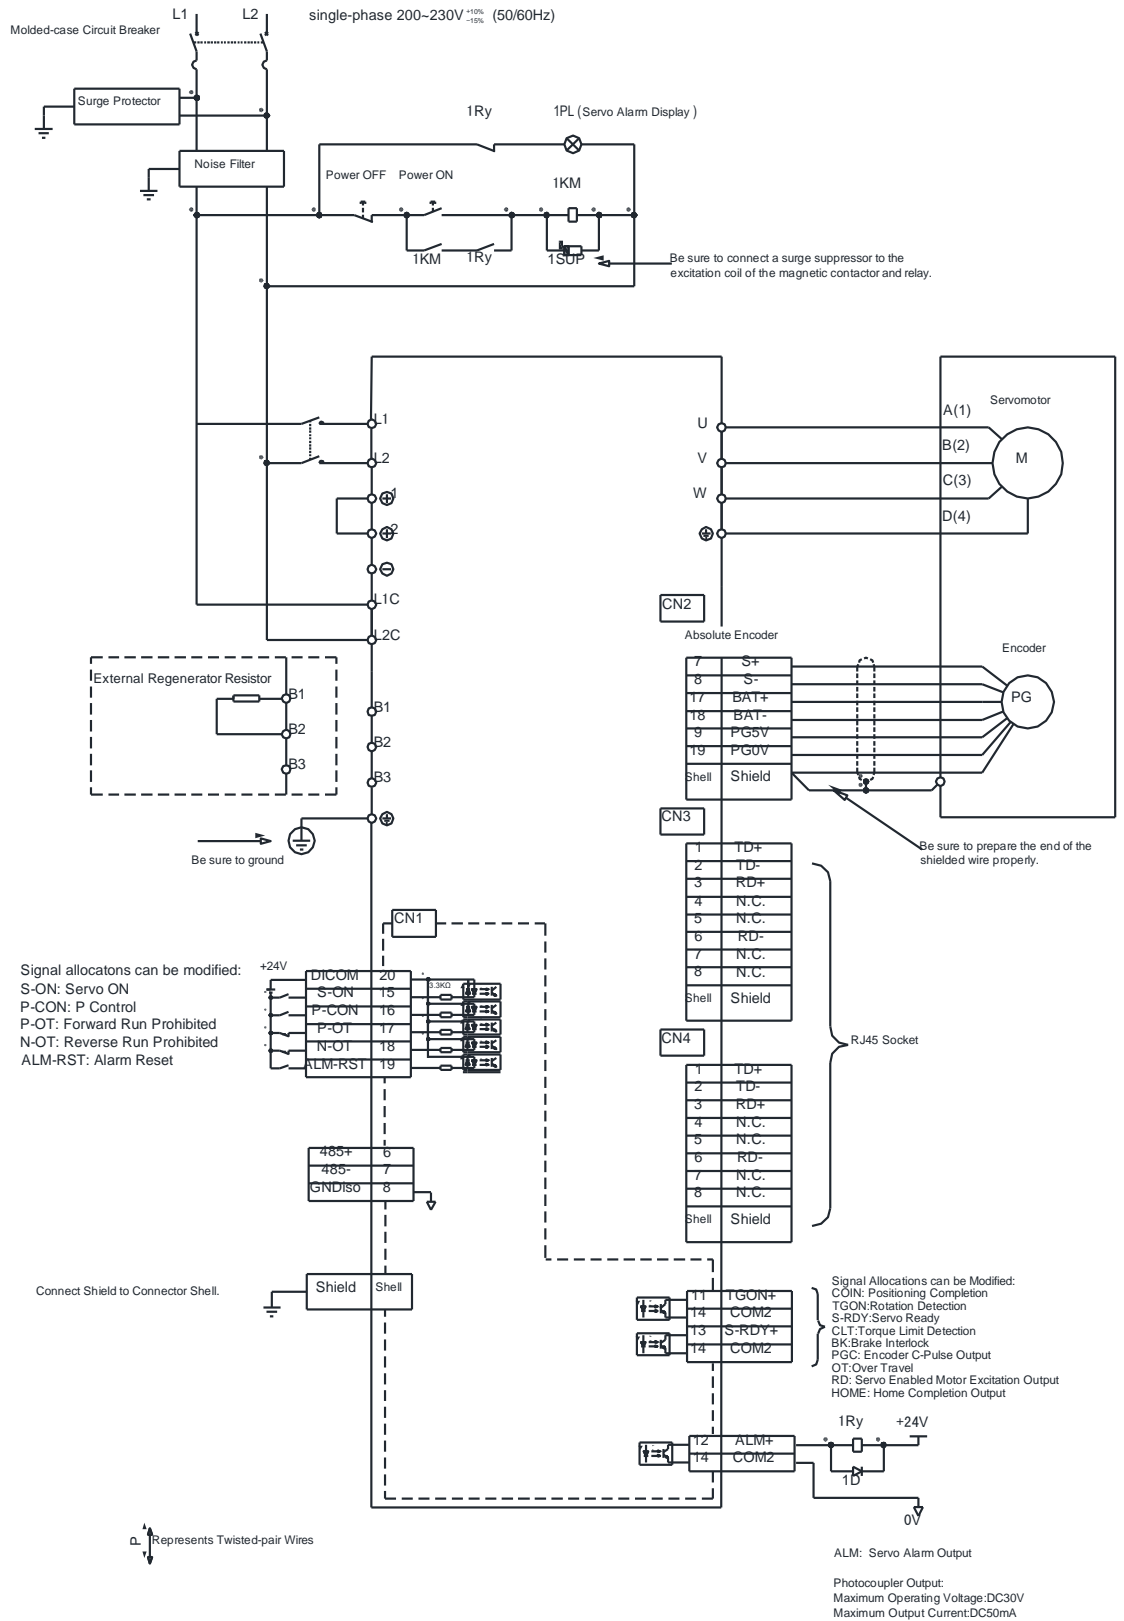 L1
L2
single-phase 200~230V +10% −15% (50/60Hz)
Molded-case Circuit Breaker
Surge Protector
Noise Filter
1Ry
1PL (Servo Alarm Display )
Power OFF
Power ON
1KM
1KM
1Ry
1SUP
Be sure to connect a surge suppressor to the
excitation coil of the magnetic contactor and relay.
L1
L2
1
2
L1C
L2C
B1
B2
B3
External Regenerator Resistor
B1
B2
B3
Be sure to ground
U
V
W
A(1)
B(2)
C(3)
D(4)
Servomotor
M
CN2
Absolute Encoder
7 S+
8 S-
17 BAT+
18 BAT-
9 PG5V
19 PG0V
Shell Shield
Encoder
PG
Be sure to prepare the end of the
shielded wire properly.
CN3
1 TD+
2 TD-
3 RD+
4 N.C.
5 N.C.
6 RD-
7 N.C.
8 N.C.
Shell Shield
CN4
1 TD+
2 TD-
3 RD+
4 N.C.
5 N.C.
6 RD-
7 N.C.
8 N.C.
Shell Shield
RJ45 Socket
CN1
Signal allocatons can be modified:
S-ON: Servo ON
P-CON: P Control
P-OT: Forward Run Prohibited
N-OT: Reverse Run Prohibited
ALM-RST: Alarm Reset
+24V
DICOM 20
S-ON 15
P-CON 16
P-OT 17
N-OT 18
ALM-RST 19
3.3KΩ
485+ 6
485- 7
GNDiso 8
Connect Shield to Connector Shell.
Shield Shell
11 TGON+
14 COM2
13 S-RDY+
14 COM2
Signal Allocations can be Modified:
COIN: Positioning Completion
TGON:Rotation Detection
S-RDY:Servo Ready
CLT:Torque Limit Detection
BK:Brake Interlock
PGC: Encoder C-Pulse Output
OT:Over Travel
RD: Servo Enabled Motor Excitation Output
HOME: Home Completion Output
12 ALM+
14 COM2
1Ry
+24V
1D
0V
P
Represents Twisted-pair Wires
ALM: Servo Alarm Output
Photocoupler Output:
Maximum Operating Voltage:DC30V
Maximum Output Current:DC50mA